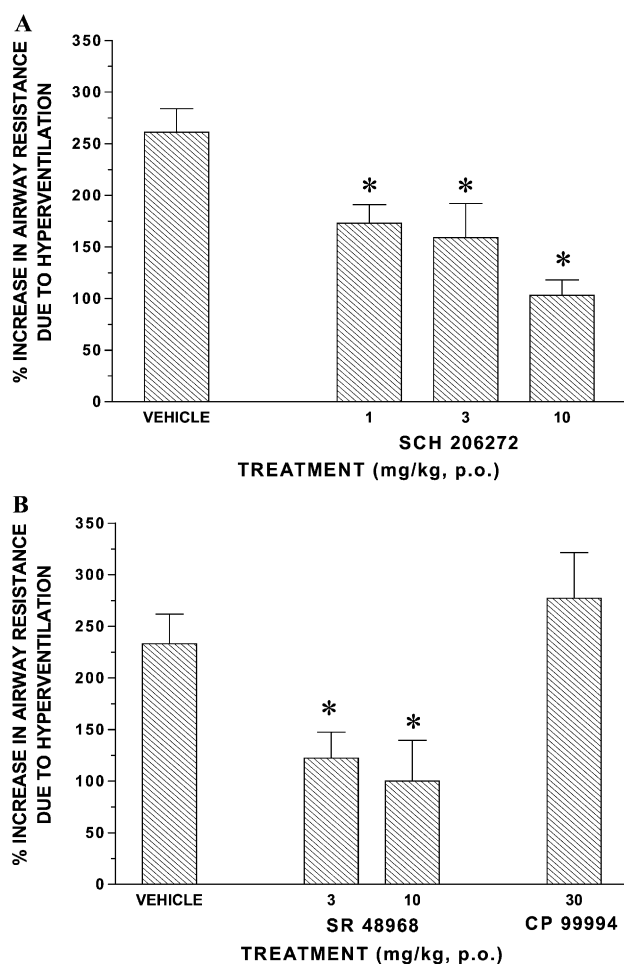 A
% INCREASE IN AIRWAY RESISTANCE
DUE TO HYPERVENTILATION
350
300
250
200
150
100
50
0
* * *
VEHICLE 1 3 10
SCH 206272
TREATMENT (mg/kg, p.o.)
B
% INCREASE IN AIRWAY RESISTANCE
DUE TO HYPERVENTILATION
350
300
250
200
150
100
50
0
* *
VEHICLE 3 10 30
SR 48968 CP 99994
TREATMENT (mg/kg, p.o.)